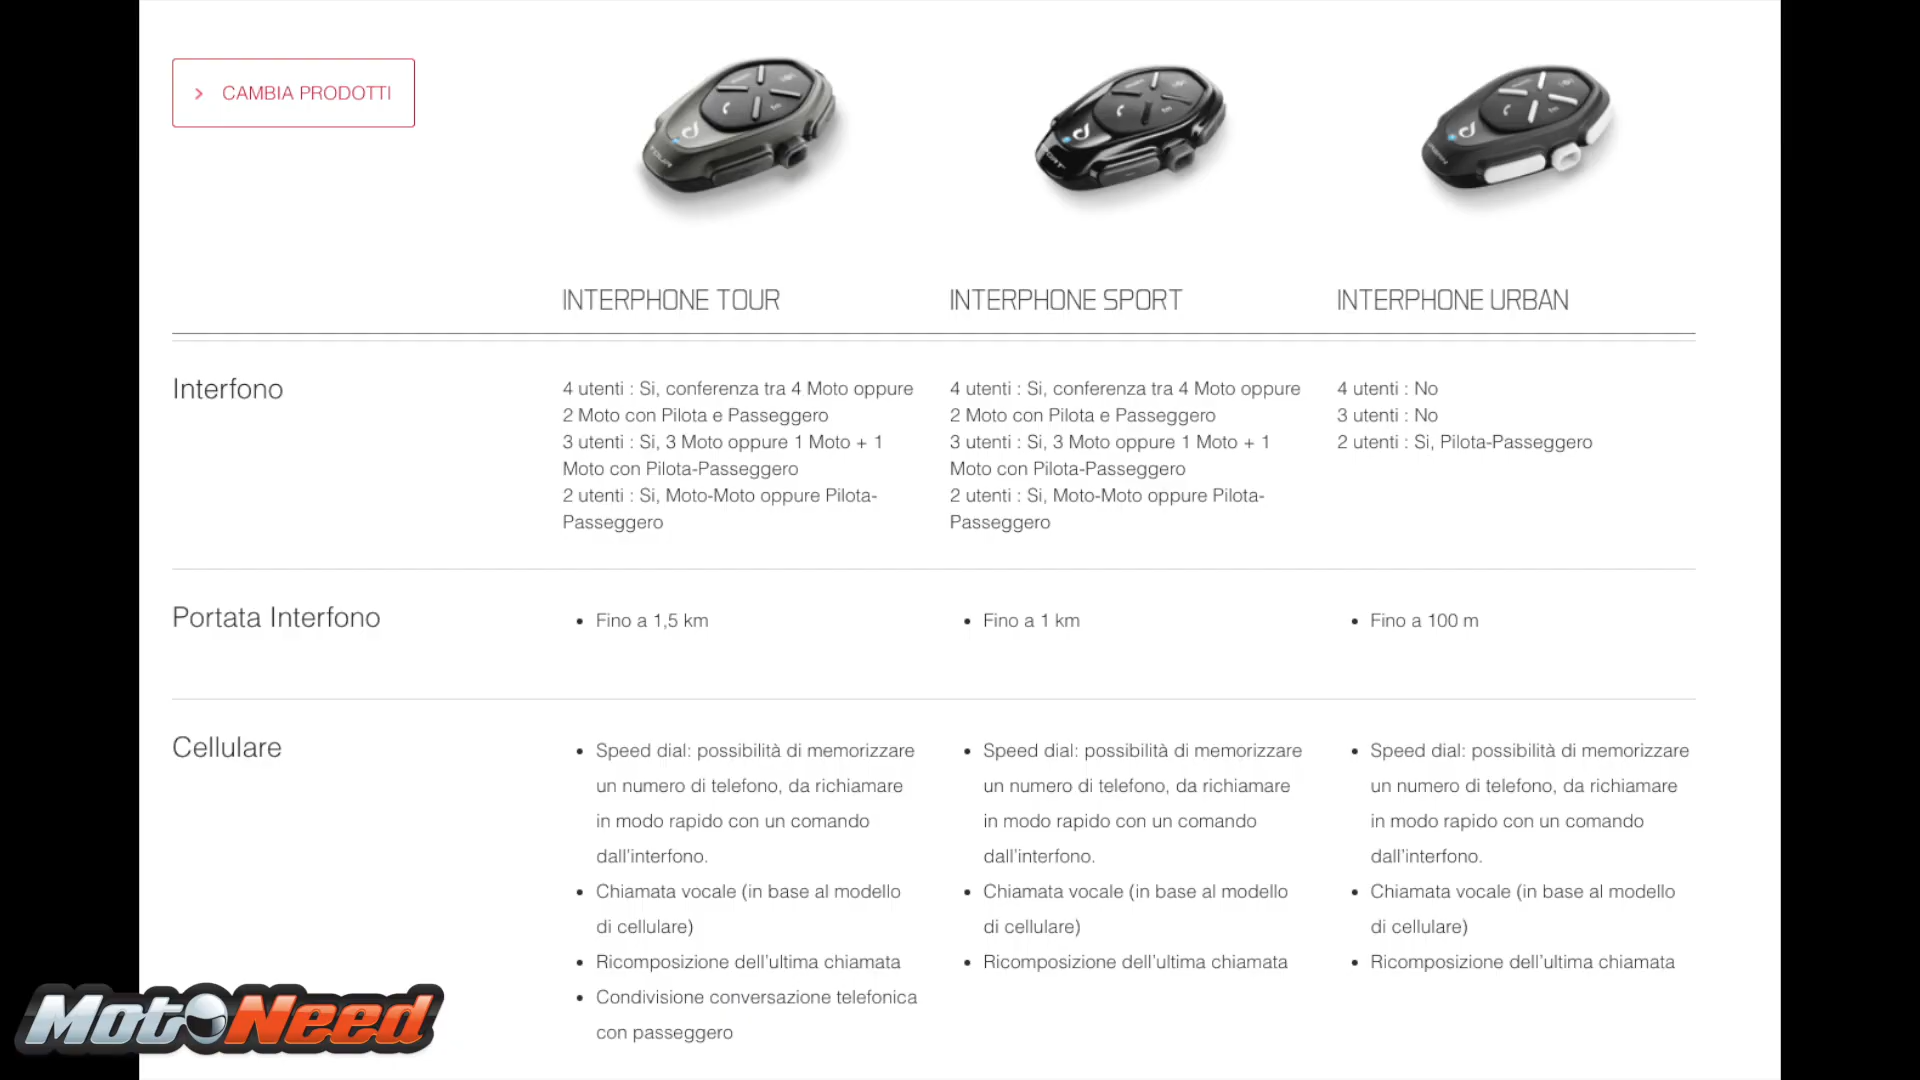 CAMBIA PRODOTTI
INTERPHONE TOUR
INTERPHONE SPORT
INTERPHONE URBAN
Interfono
4 utenti : Si, conferenza tra 4 Moto oppure
2 Moto con Pilota e Passeggero
3 utenti : Si, 3 Moto oppure 1 Moto + 1
Moto con Pilota-Passeggero
2 utenti : Si, Moto-Moto oppure Pilota-
Passeggero
4 utenti : Si, conferenza tra 4 Moto oppure
2 Moto con Pilota e Passeggero
3 utenti : Si, 3 Moto oppure 1 Moto + 1
Moto con Pilota-Passeggero
2 utenti : Si, Moto-Moto oppure Pilota-
Passeggero
4 utenti : No
3 utenti : No
2 utenti : Si, Pilota-Passeggero
Portata Interfono
• Fino a 1,5 km
• Fino a 1 km
• Fino a 100 m
Cellulare
• Speed dial: possibilità di memorizzare
un numero di telefono, da richiamare
in modo rapido con un comando
dall'interfono.
• Chiamata vocale (in base al modello
di cellulare)
• Ricomposizione dell'ultima chiamata
• Condivisione conversazione telefonica
con passeggero
• Speed dial: possibilità di memorizzare
un numero di telefono, da richiamare
in modo rapido con un comando
dall'interfono.
• Chiamata vocale (in base al modello
di cellulare)
• Ricomposizione dell'ultima chiamata
• Speed dial: possibilità di memorizzare
un numero di telefono, da richiamare
in modo rapido con un comando
dall'interfono.
• Chiamata vocale (in base al modello
di cellulare)
• Ricomposizione dell'ultima chiamata
MotoNeed